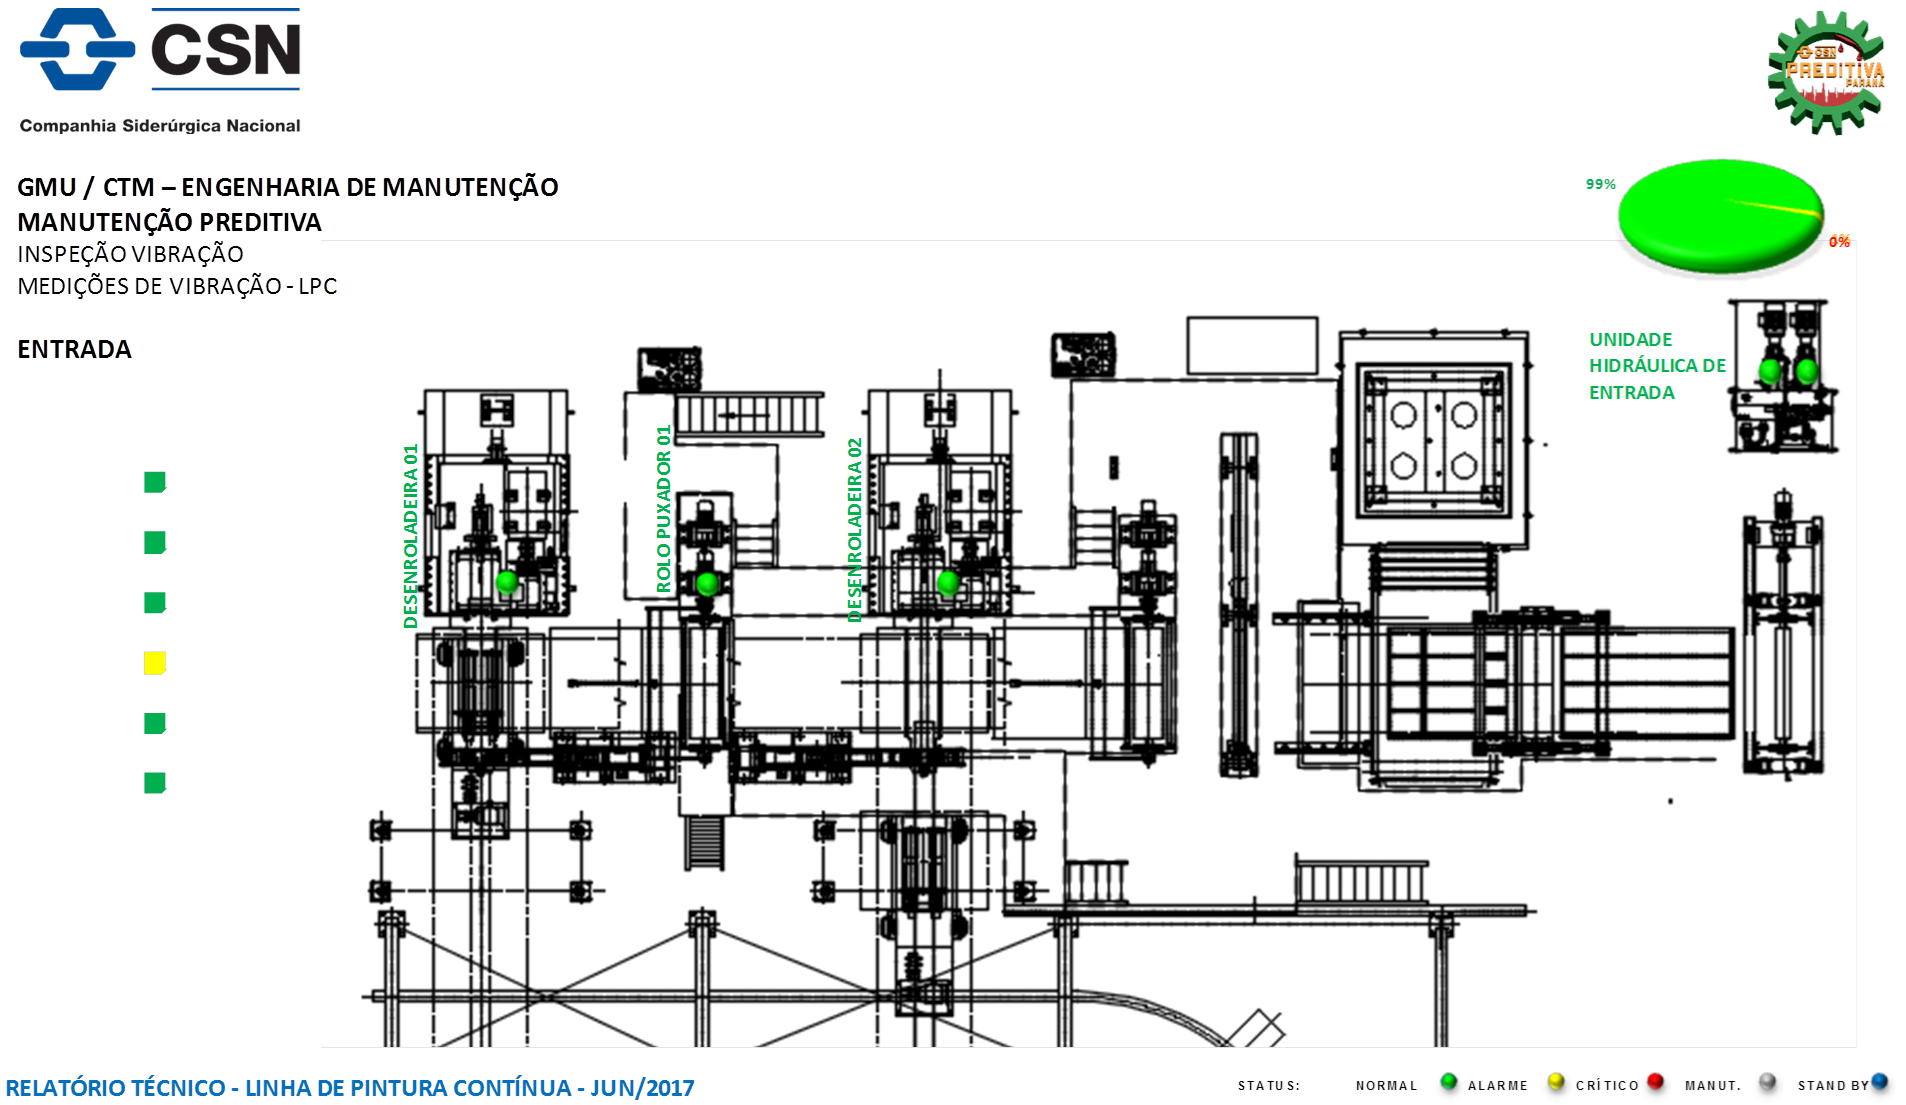 CSN
Companhia Siderúrgica Nacional
CSN
PREDITIVA
PARANÁ
GMU / CTM – ENGENHARIA DE MANUTENÇÃO
MANUTENÇÃO PREDITIVA
INSPEÇÃO VIBRAÇÃO
MEDIÇÕES DE VIBRAÇÃO - LPC
ENTRADA
99%
0%
UNIDADE
HIDRÁULICA DE
ENTRADA
DESENROLADEIRA 01
ROLO PUXADOR 01
DESENROLADEIRA 02
RELATÓRIO TÉCNICO - LINHA DE PINTURA CONTÍNUA - JUN/2017
STATUS: NORMAL ALARME CRÍTICO MANUT. STAND BY